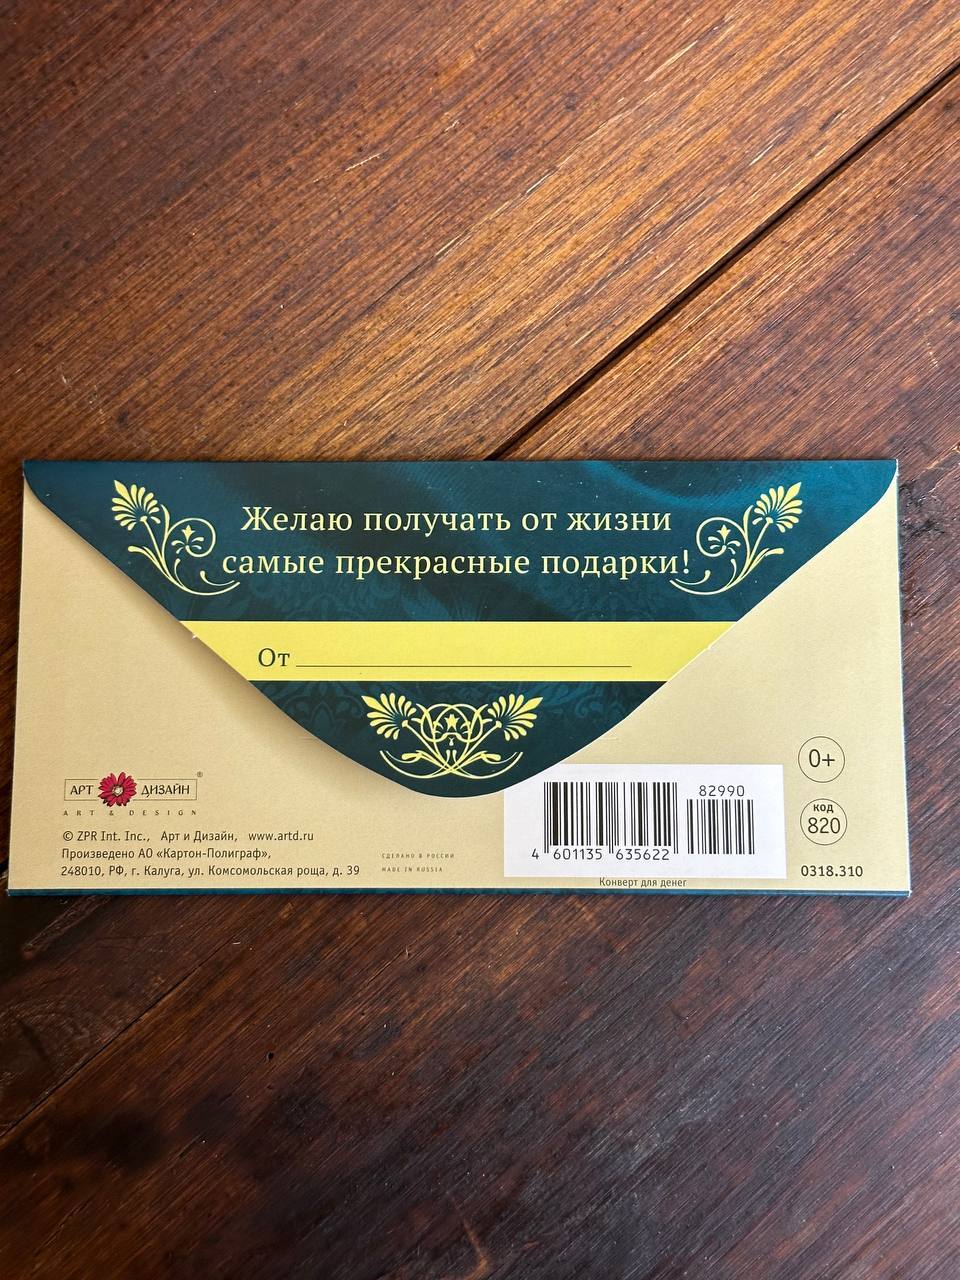 Желаю получать от жизни
самые прекрасные подарки!
От
АРТ ДИЗАЙН ®
ART & DESIGN
© ZPR Int. Inc., Арт и Дизайн, www.artd.ru
Произведено АО «Картон-Полиграф»,
248010, РФ, г. Калуга, ул. Комсомольская роща, д. 39
СДЕЛАНО В РОССИИ
MADE IN RUSSIA
82990
4 601135 635622
Конверт для денег
0+
код
820
0318.310